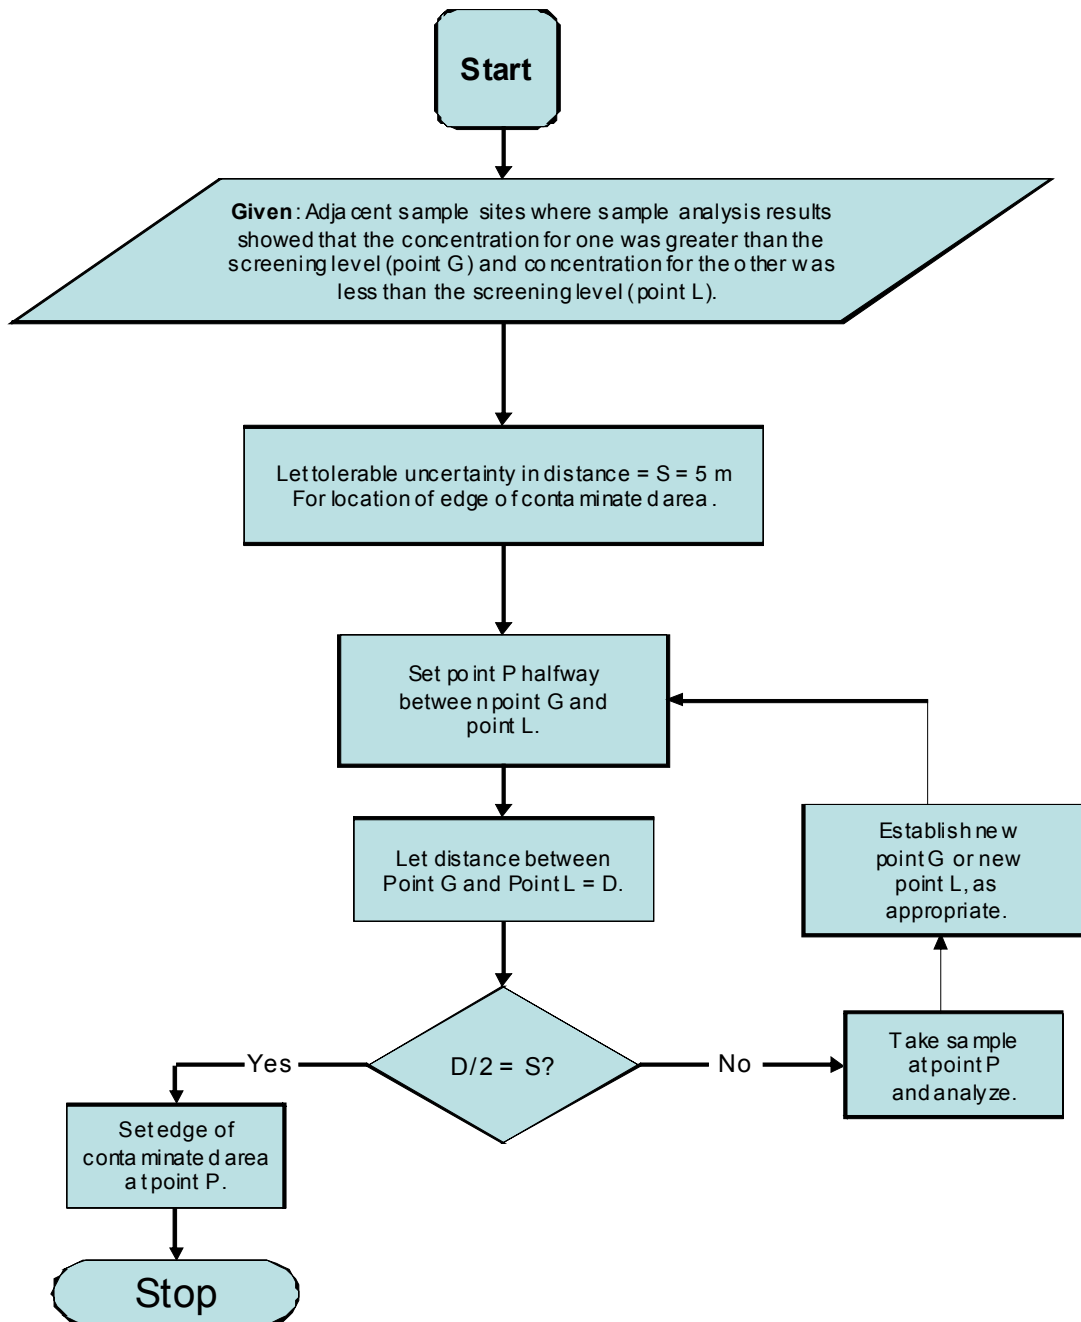 Start
Given: Adjacent sample sites where sample analysis results
showed that the concentration for one was greater than the
screening level (point G) and concentration for the other was
less than the screening level (point L).
Let tolerable uncertainty in distance = S = 5 m
For location of edge of contaminated area.
Set point P halfway
between point G and
point L.
Let distance between
Point G and Point L = D.
Establish new
point G or new
point L, as
appropriate.
D/2 = S?
Yes
No
Take sample
at point P
and analyze.
Set edge of
contaminated area
at point P.
Stop